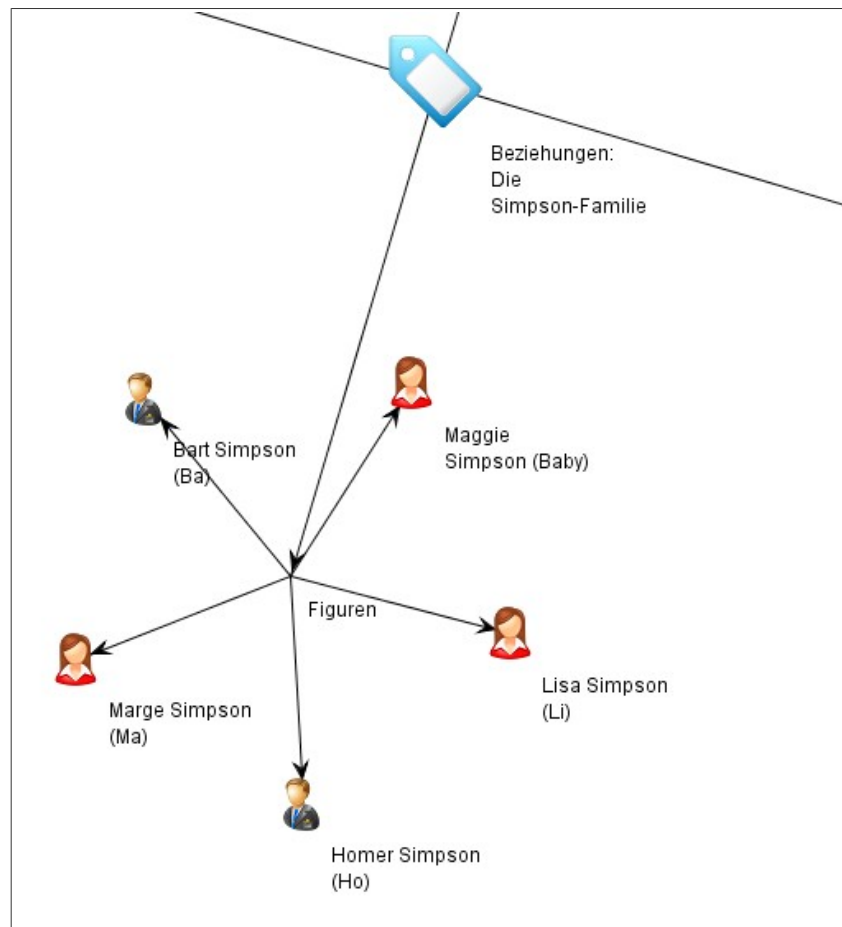 Beziehungen:
Die
Simpson-Familie
Bart Simpson
(Ba)
Maggie
Simpson (Baby)
Figuren
Marge Simpson
(Ma)
Lisa Simpson
(Li)
Homer Simpson
(Ho)